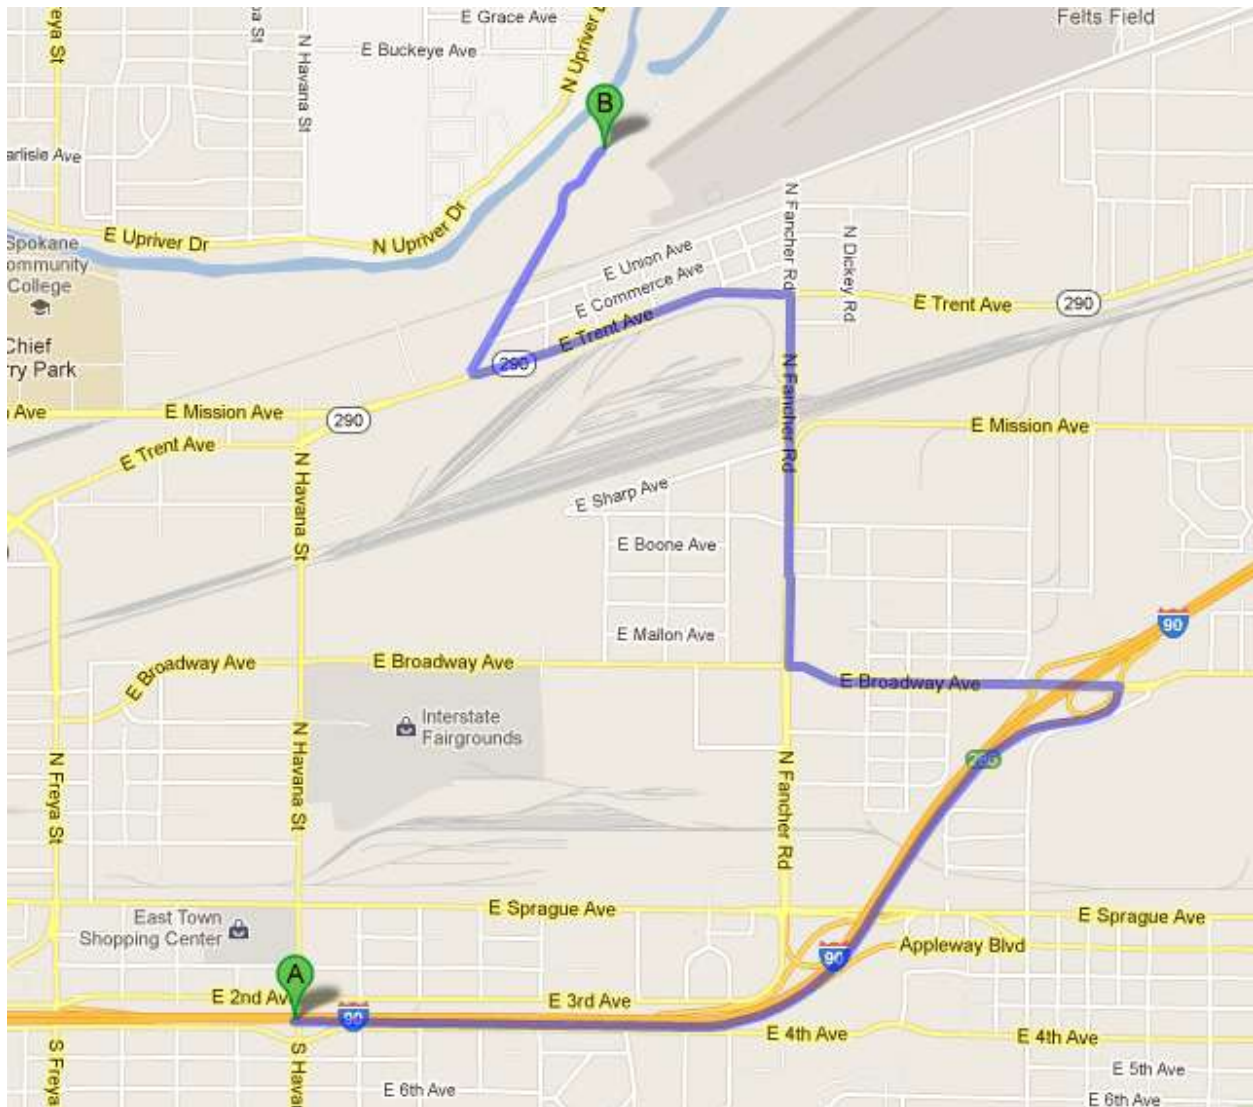 E Grace Ave
Felts Field
Freya St
N Havana St
E Buckeye Ave
N Upriver Dr
B
E Upriver Dr
N Upriver Dr
Spokane
Community
College
N Fancher Rd
N Dickey Rd
E Union Ave
E Commerce Ave
E Trent Ave
290
E Trent Ave
290
Chief
ry Park
290
Ave
E Mission Ave
290
N Fancher Rd
E Mission Ave
E Trent Ave
N Havana St
E Sharp Ave
E Boone Ave
E Mallon Ave
90
E Broadway Ave
E Broadway Ave
E Broadway Ave
Interstate
Fairgrounds
N Freya St
N Havana St
N Fancher Rd
E Sprague Ave
E Sprague Ave
East Town
Shopping Center
Appleway Blvd
90
A
E 2nd Av
E 3rd Ave
90
E 4th Ave
E 4th Ave
S Freya
S Hava
E 5th Ave
E 6th Ave
E 6th Ave